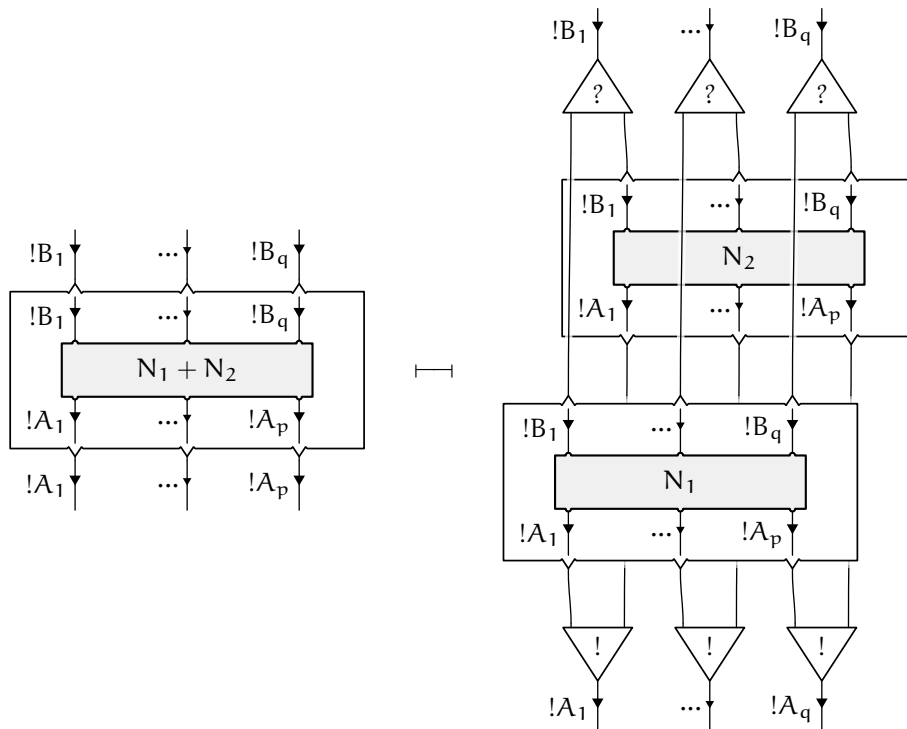 !B₁ ... !B_q
? ? ?
!B₁ ... !B_q
N₂
!A₁ ... !A_p
!B₁ ... !B_q
!B₁ ... !B_q
N₁ + N₂
!A₁ ... !A_p
!A₁ ... !A_p
!B₁ ... !B_q
N₁
!A₁ ... !A_p
! ! !
!A₁ ... !A_q